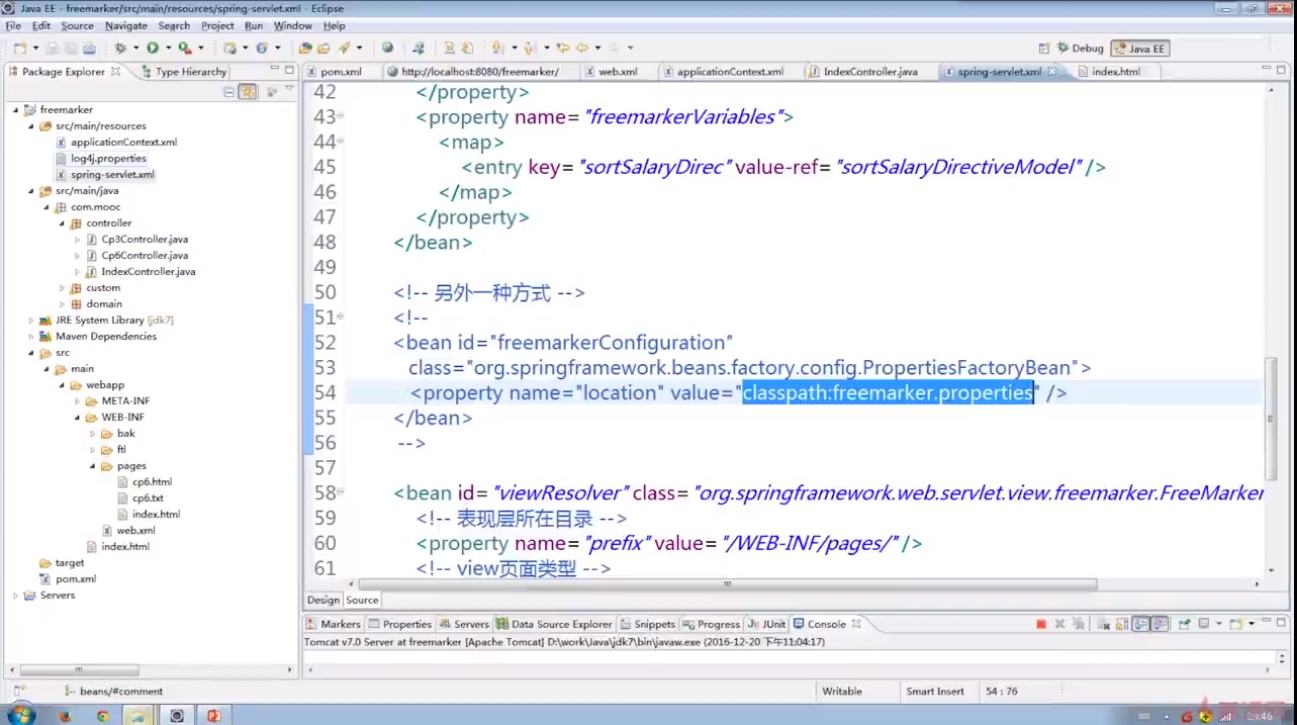 Java EE - freemarker/src/main/resources/spring-servlet.xml - Eclipse
File Edit Source Navigate Search Project Run Window Help
Debug Java EE
Package Explorer Type Hierarchy
pom.xml http://localhost:8080/freemarker/ web.xml applicationContext.xml IndexController.java spring-servlet.xml index.html
freemarker
src/main/resources
applicationContext.xml
log4j.properties
spring-servlet.xml
src/main/java
com.mooc
controller
Cp3Controller.java
Cp6Controller.java
IndexController.java
custom
domain
JRE System Library [jdk7]
Maven Dependencies
src
main
webapp
META-INF
WEB-INF
bak
ftl
pages
cp6.html
cp6.txt
index.html
web.xml
index.html
target
pom.xml
Servers
42 </property>
43 <property name="freemarkerVariables">
44 <map>
45 <entry key="sortSalaryDirec" value-ref="sortSalaryDirectiveModel" />
46 </map>
47 </property>
48 </bean>
49
50 <!-- 另外一种方式 -->
51 <!--
52 <bean id="freemarkerConfiguration"
53 class="org.springframework.beans.factory.config.PropertiesFactoryBean">
54 <property name="location" value="classpath:freemarker.properties" />
55 </bean>
56 -->
57
58 <bean id="viewResolver" class="org.springframework.web.servlet.view.freemarker.FreeMarker
59 <!-- 表现层所在目录 -->
60 <property name="prefix" value="/WEB-INF/pages/" />
61 <!-- view页面类型 -->
Design Source
Markers Properties Servers Data Source Explorer Snippets Progress JUnit Console
Tomcat v7.0 Server at freemarker [Apache Tomcat] D:\work\Java\jdk7\bin\javaw.exe (2016-12-20 下午11:04:17)
beans/#comment Writable Smart Insert 54 : 76